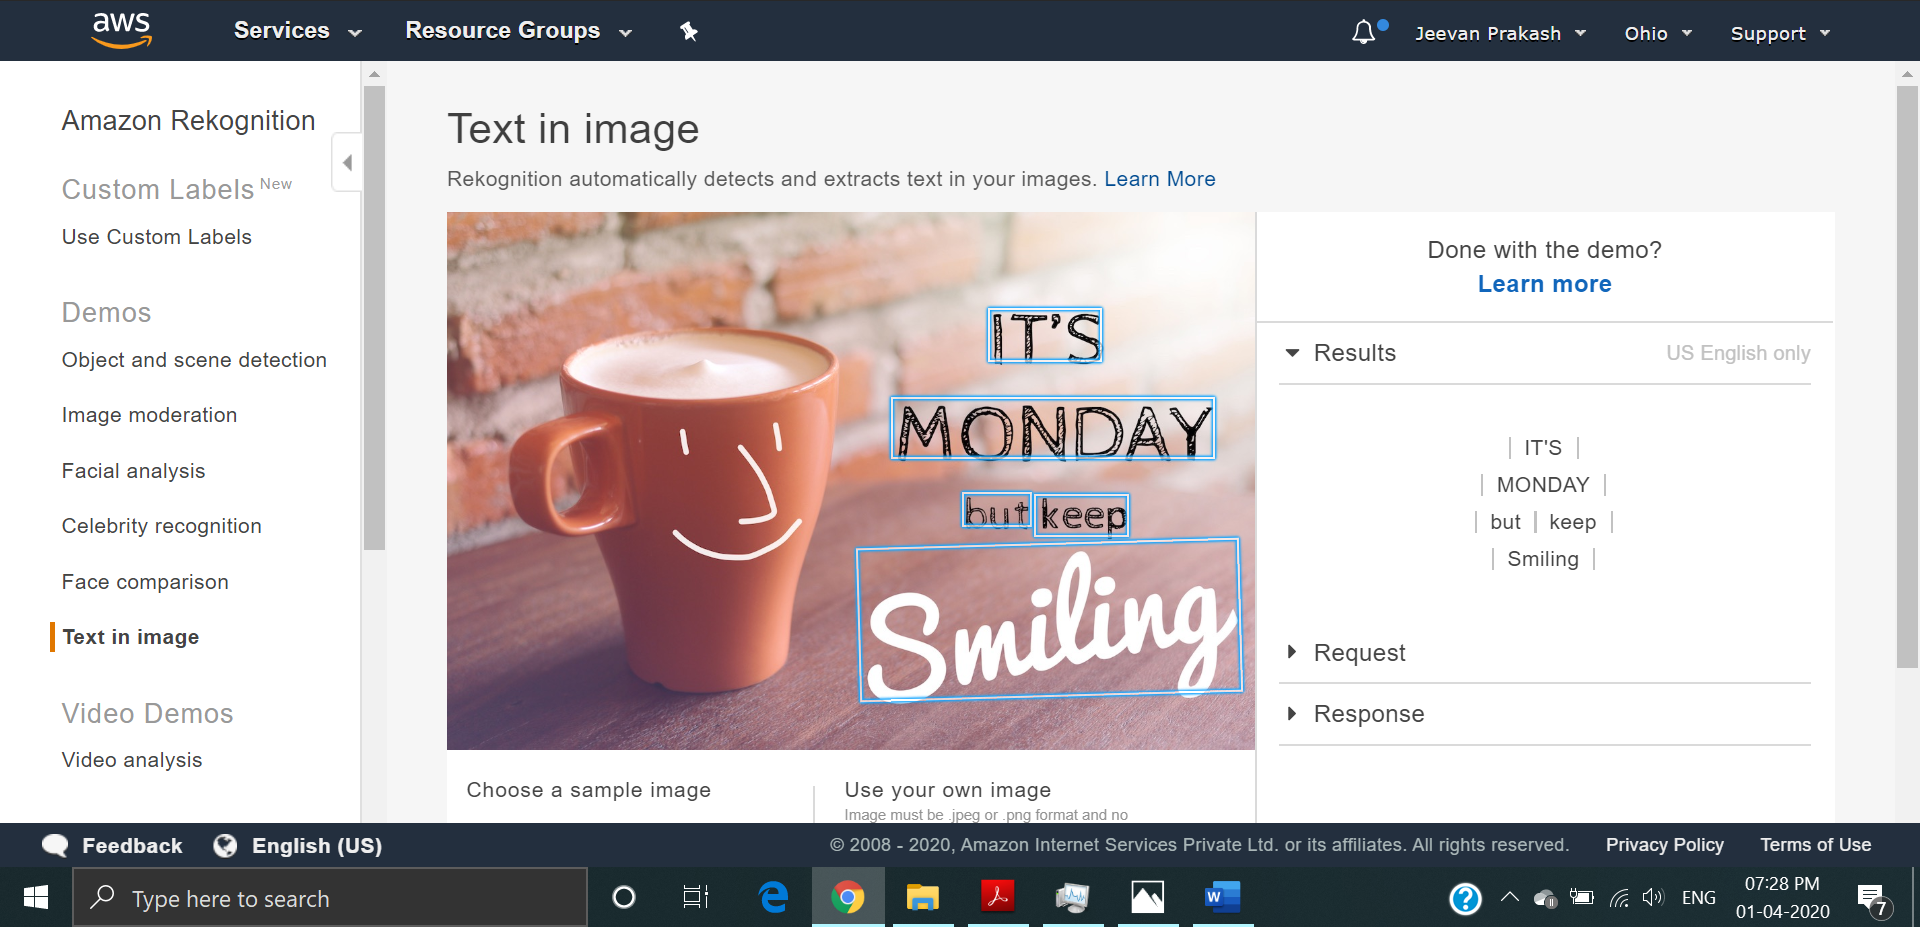 aws Services Resource Groups Jeevan Prakash Ohio Support
Amazon Rekognition
Custom Labels New
Use Custom Labels
Demos
Object and scene detection
Image moderation
Facial analysis
Celebrity recognition
Face comparison
Text in image
Video Demos
Video analysis
Text in image
Rekognition automatically detects and extracts text in your images. Learn More
IT'S
MONDAY
but keep
Smiling
Choose a sample image
Use your own image
Image must be .jpeg or .png format and no
Done with the demo?
Learn more
Results US English only
| IT'S |
| MONDAY |
| but | keep |
| Smiling |
Request
Response
Feedback English (US) © 2008 - 2020, Amazon Internet Services Private Ltd. or its affiliates. All rights reserved. Privacy Policy Terms of Use
Type here to search
W
ENG
07:28 PM
01-04-2020
7